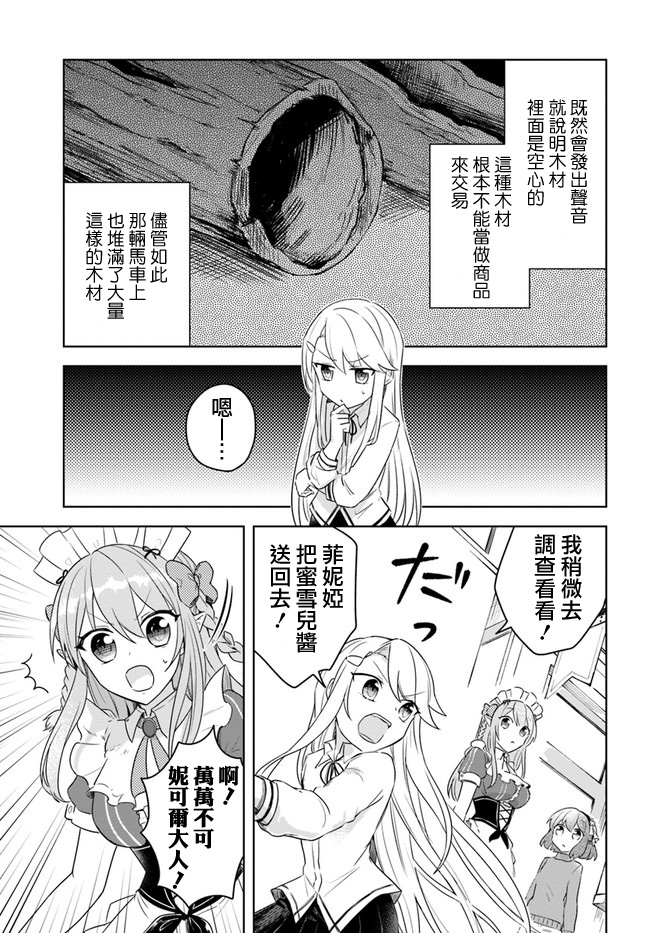 既然會發出聲音
就說明木材
裡面是空心的
這種木材
根本不能當做商品
來交易
儘管如此
那輛馬車上
也堆滿了大量
這樣的木材
嗯——…
我稍微去
調查看看！
だっ
菲妮婭
把蜜雪兒醬
送回去！
啊！
萬萬不可
妮可爾大人！